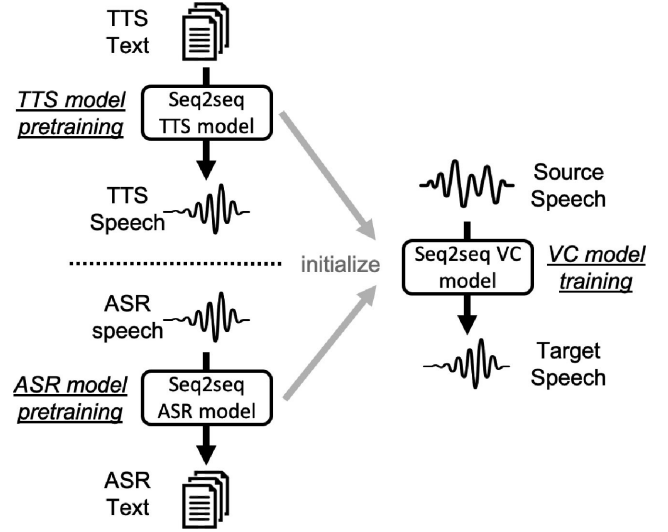 TTS
Text
TTS model
pretraining
Seq2seq
TTS model
TTS
Speech
ASR
speech
ASR model
pretraining
Seq2seq
ASR model
ASR
Text
initialize
Source
Speech
Seq2seq VC
model
VC model
training
Target
Speech